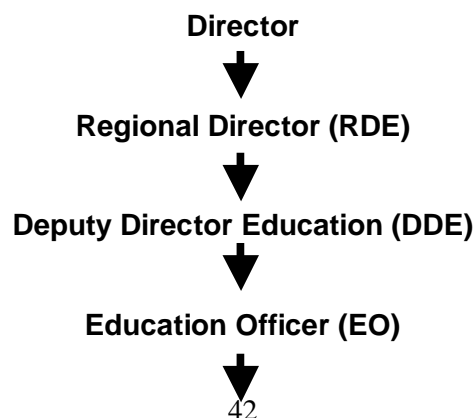 Director
Regional Director (RDE)
Deputy Director Education (DDE)
Education Officer (EO)
42